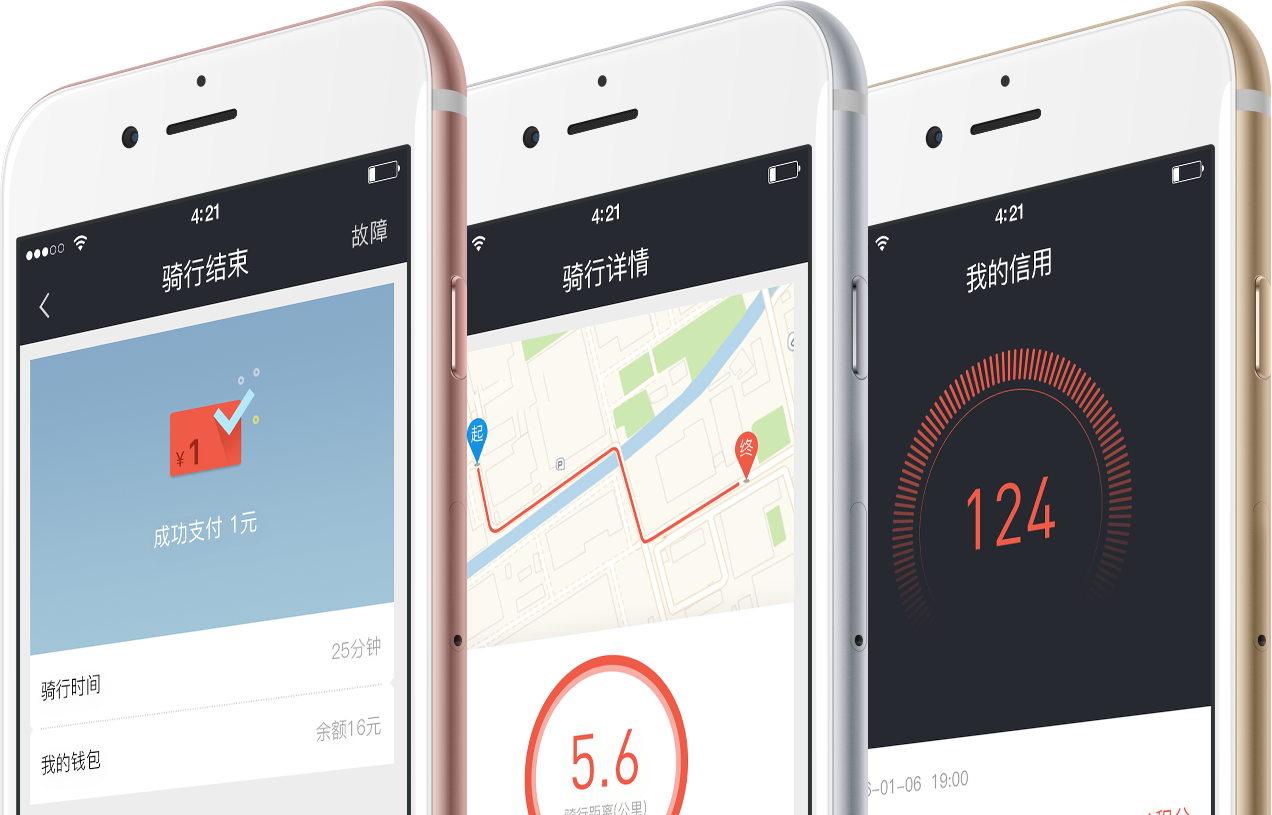 4:21
骑行结束
故障
¥1
成功支付 1元
骑行时间
25分钟
我的钱包
余额16元
4:21
骑行详情
起
P
终
5.6
骑行距离(公里)
4:21
我的信用
124
-01-06 19:00
积分